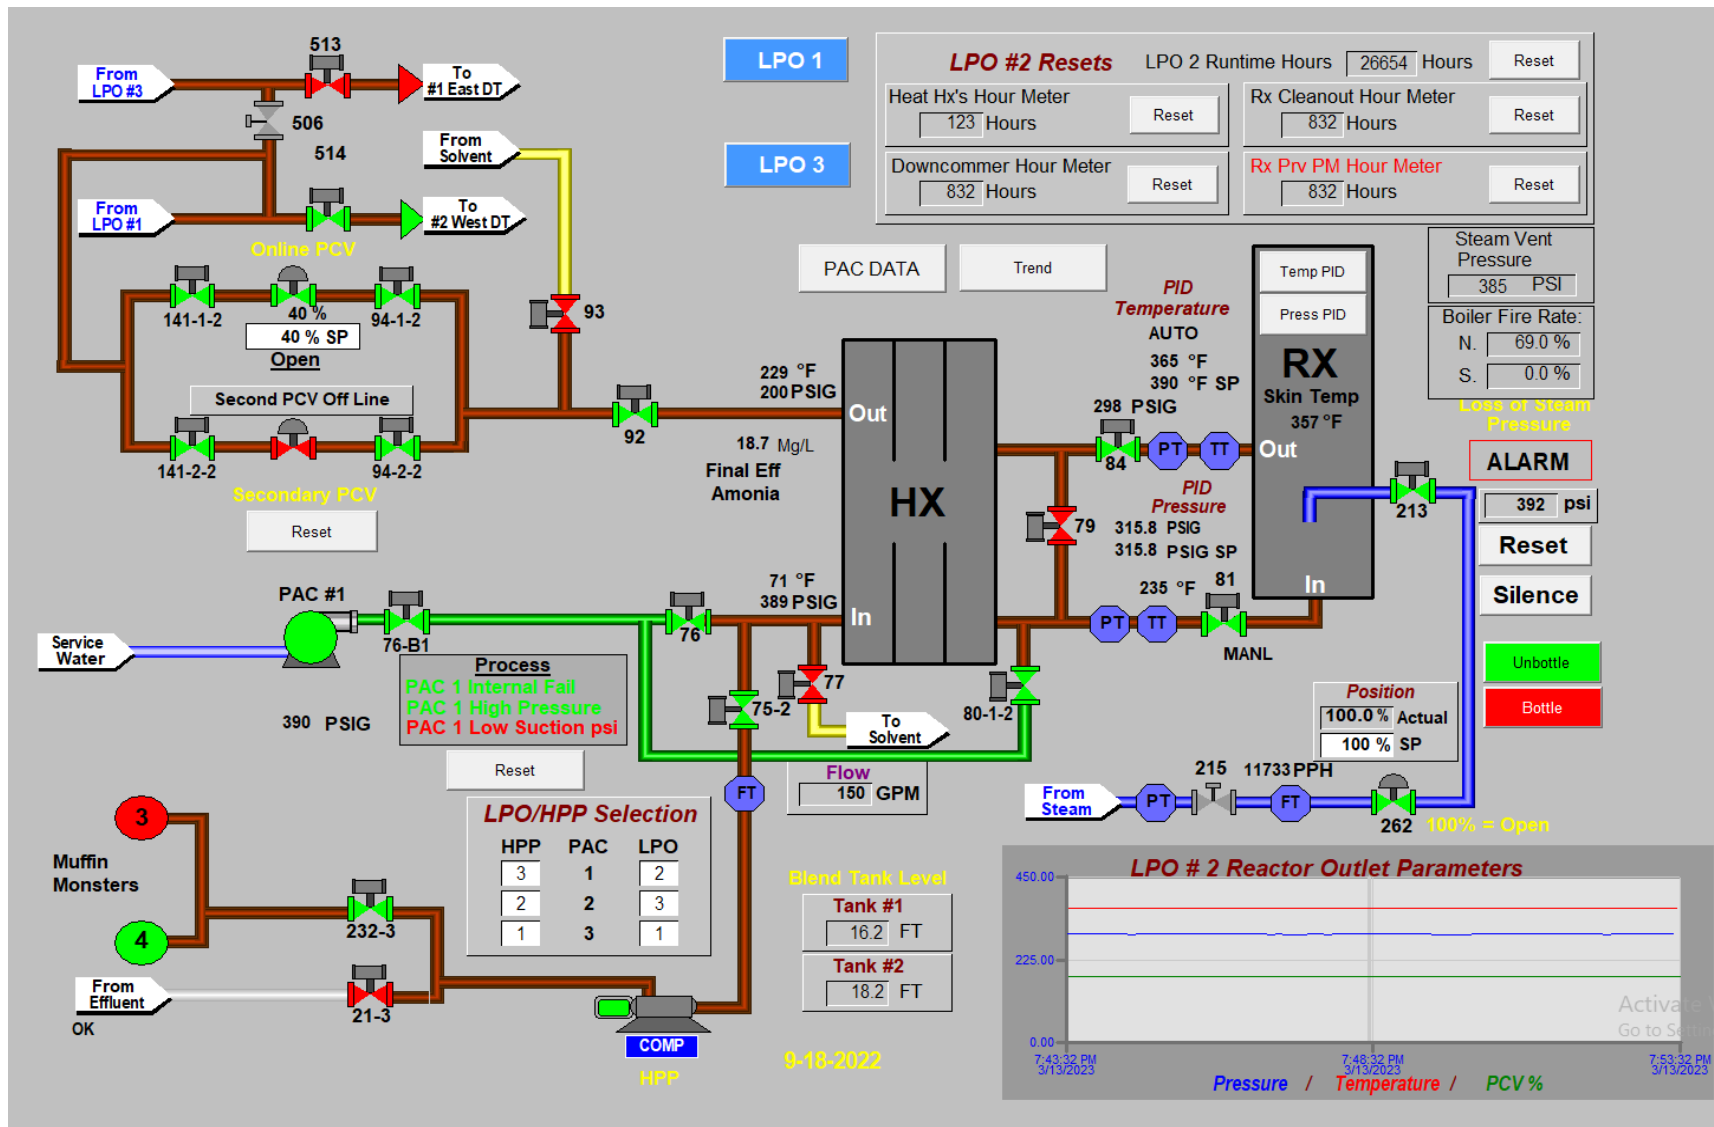 513
From
LPO #3
To
#1 East DT
506
514
From
Solvent
From
LPO #1
To
#2 West DT
Online PCV
141-1-2
40 %
94-1-2
40 % SP
Open
Second PCV Off Line
141-2-2
94-2-2
Secondary PCV
Reset
93
92
LPO 1
LPO 3
LPO #2 Resets
LPO 2 Runtime Hours 26654 Hours
Reset
Heat Hx's Hour Meter
123 Hours
Reset
Rx Cleanout Hour Meter
832 Hours
Reset
Downcommer Hour Meter
832 Hours
Reset
Rx Prv PM Hour Meter
832 Hours
Reset
PAC DATA
Trend
PID
Temperature
AUTO
365 °F
390 °F SP
298 PSIG
84
PT
TT
Temp PID
Press PID
RX
Skin Temp
357 °F
Out
In
Steam Vent
Pressure
385 PSI
Boiler Fire Rate:
N. 69.0 %
S. 0.0 %
Loss of Steam
Pressure
ALARM
392 psi
Reset
Silence
Unbottle
Bottle
213
229 °F
200 PSIG
Out
18.7 Mg/L
Final Eff
Amonia
HX
71 °F
389 PSIG
In
PID
Pressure
315.8 PSIG
315.8 PSIG SP
79
235 °F
81
PT
TT
MANL
PAC #1
Service
Water
76-B1
76
Process
PAC 1 Internal Fail
PAC 1 High Pressure
PAC 1 Low Suction psi
390 PSIG
Reset
75-2
77
To
Solvent
80-1-2
Flow
150 GPM
FT
Position
100.0 % Actual
100 % SP
From
Steam
PT
215
11733 PPH
FT
262
100% = Open
3
Muffin
Monsters
4
232-3
From
Effluent
OK
21-3
LPO/HPP Selection
HPP PAC LPO
3 1 2
2 2 3
1 3 1
COMP
HPP
Blend Tank Level
Tank #1
16.2 FT
Tank #2
18.2 FT
9-18-2022
LPO # 2 Reactor Outlet Parameters
450.00
225.00
0.00
7:43:32 PM
3/13/2023
7:48:32 PM
3/13/2023
7:53:32 PM
3/13/2023
Pressure / Temperature / PCV %
Activate
Go to